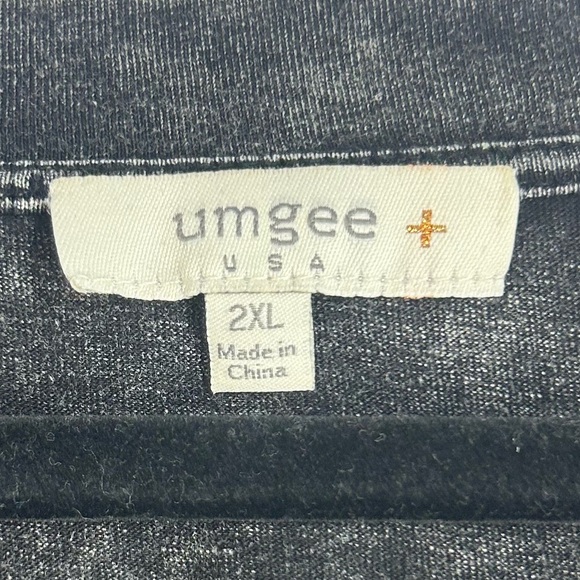 umgee +
USA
2XL
Made in
China